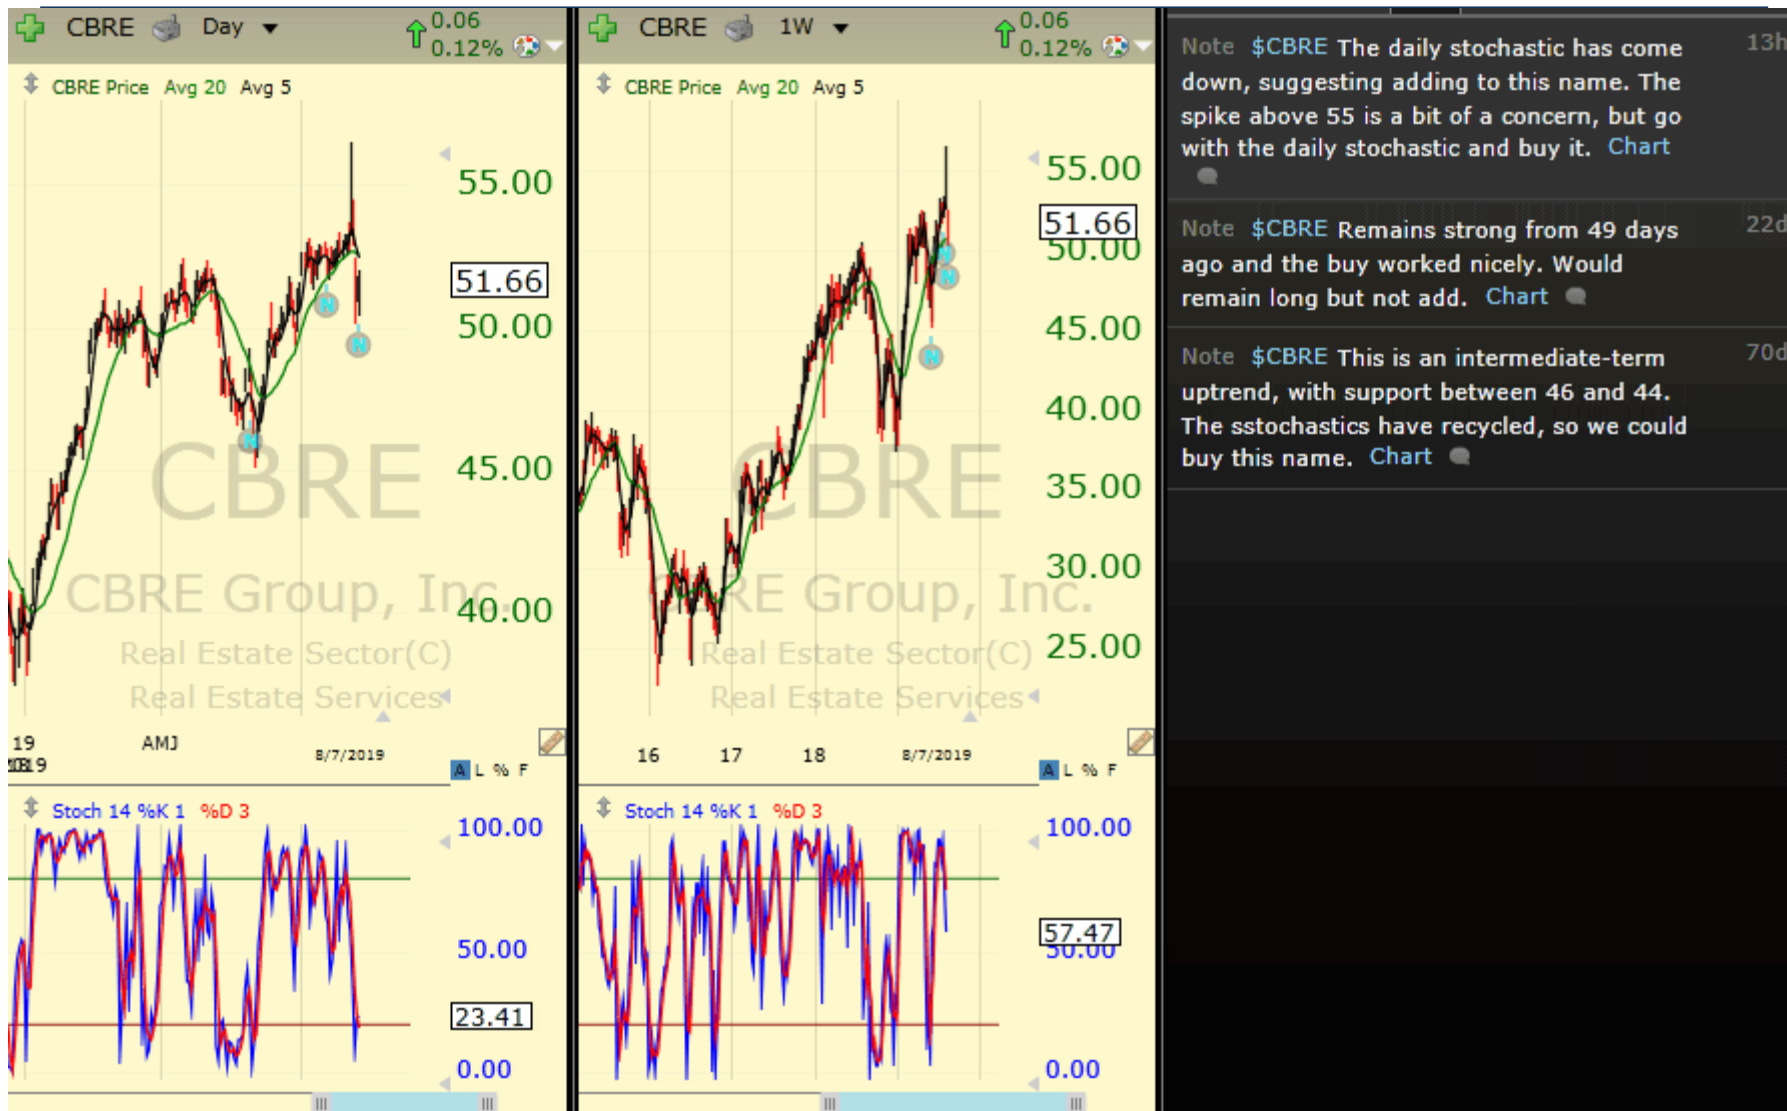 CBRE Day 0.06
0.12%
CBRE Price Avg 20 Avg 5
55.00
51.66
50.00
45.00
40.00
N
N
N
CBRE
CBRE Group, Inc.
Real Estate Sector(C)
Real Estate Services
19 AMJ 8/7/2019
A L % F
Stoch 14 %K 1 %D 3
100.00
50.00
23.41
0.00
CBRE 1W 0.06
0.12%
CBRE Price Avg 20 Avg 5
55.00
51.66
50.00
45.00
40.00
35.00
30.00
25.00
N
N
N
CBRE
CBRE Group, Inc.
Real Estate Sector(C)
Real Estate Services
16 17 18 8/7/2019
A L % F
Stoch 14 %K 1 %D 3
100.00
57.47
50.00
0.00
Note $CBRE The daily stochastic has come 13h
down, suggesting adding to this name. The
spike above 55 is a bit of a concern, but go
with the daily stochastic and buy it. Chart
Note $CBRE Remains strong from 49 days 22d
ago and the buy worked nicely. Would
remain long but not add. Chart
Note $CBRE This is an intermediate-term 70d
uptrend, with support between 46 and 44.
The sstochastics have recycled, so we could
buy this name. Chart